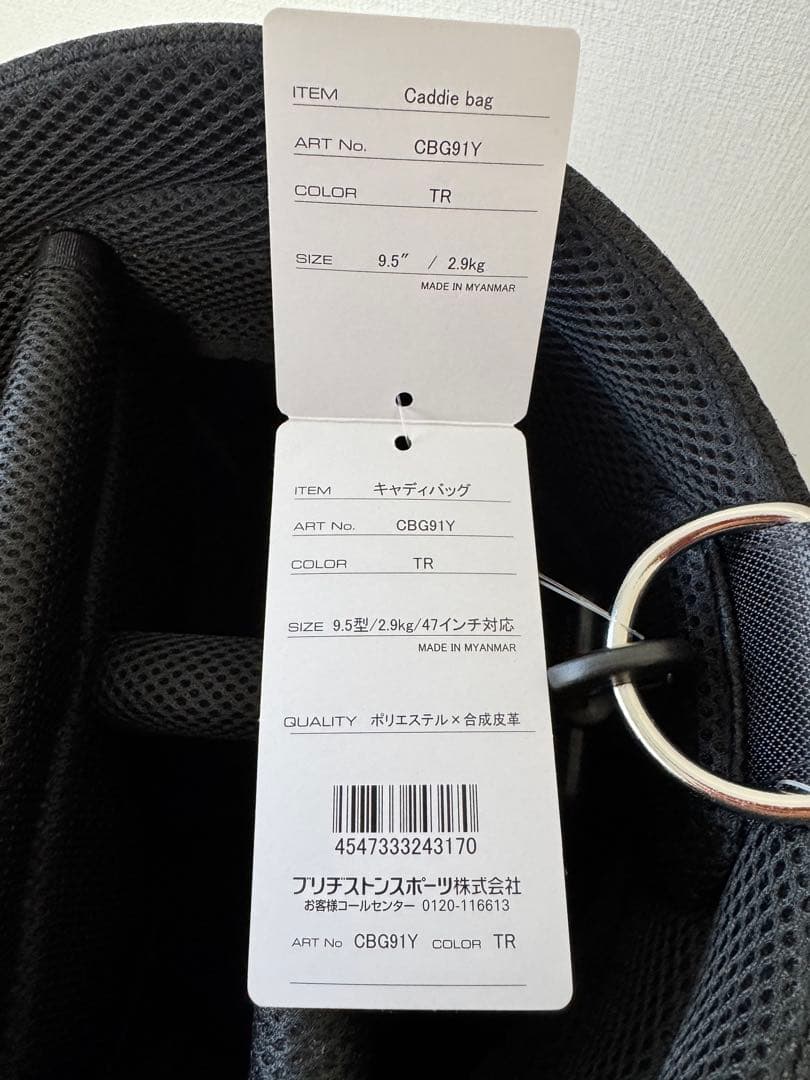 ITEM Caddie bag
ART No. CBG91Y
COLOR TR
SIZE 9.5" / 2.9kg
MADE IN MYANMAR
ITEM キャディバッグ
ART No. CBG91Y
COLOR TR
SIZE 9.5型/2.9kg/47インチ対応
MADE IN MYANMAR
QUALITY ポリエステル×合成皮革
4547333243170
ブリヂストンスポーツ株式会社
お客様コールセンター 0120-116613
ART No CBG91Y COLOR TR